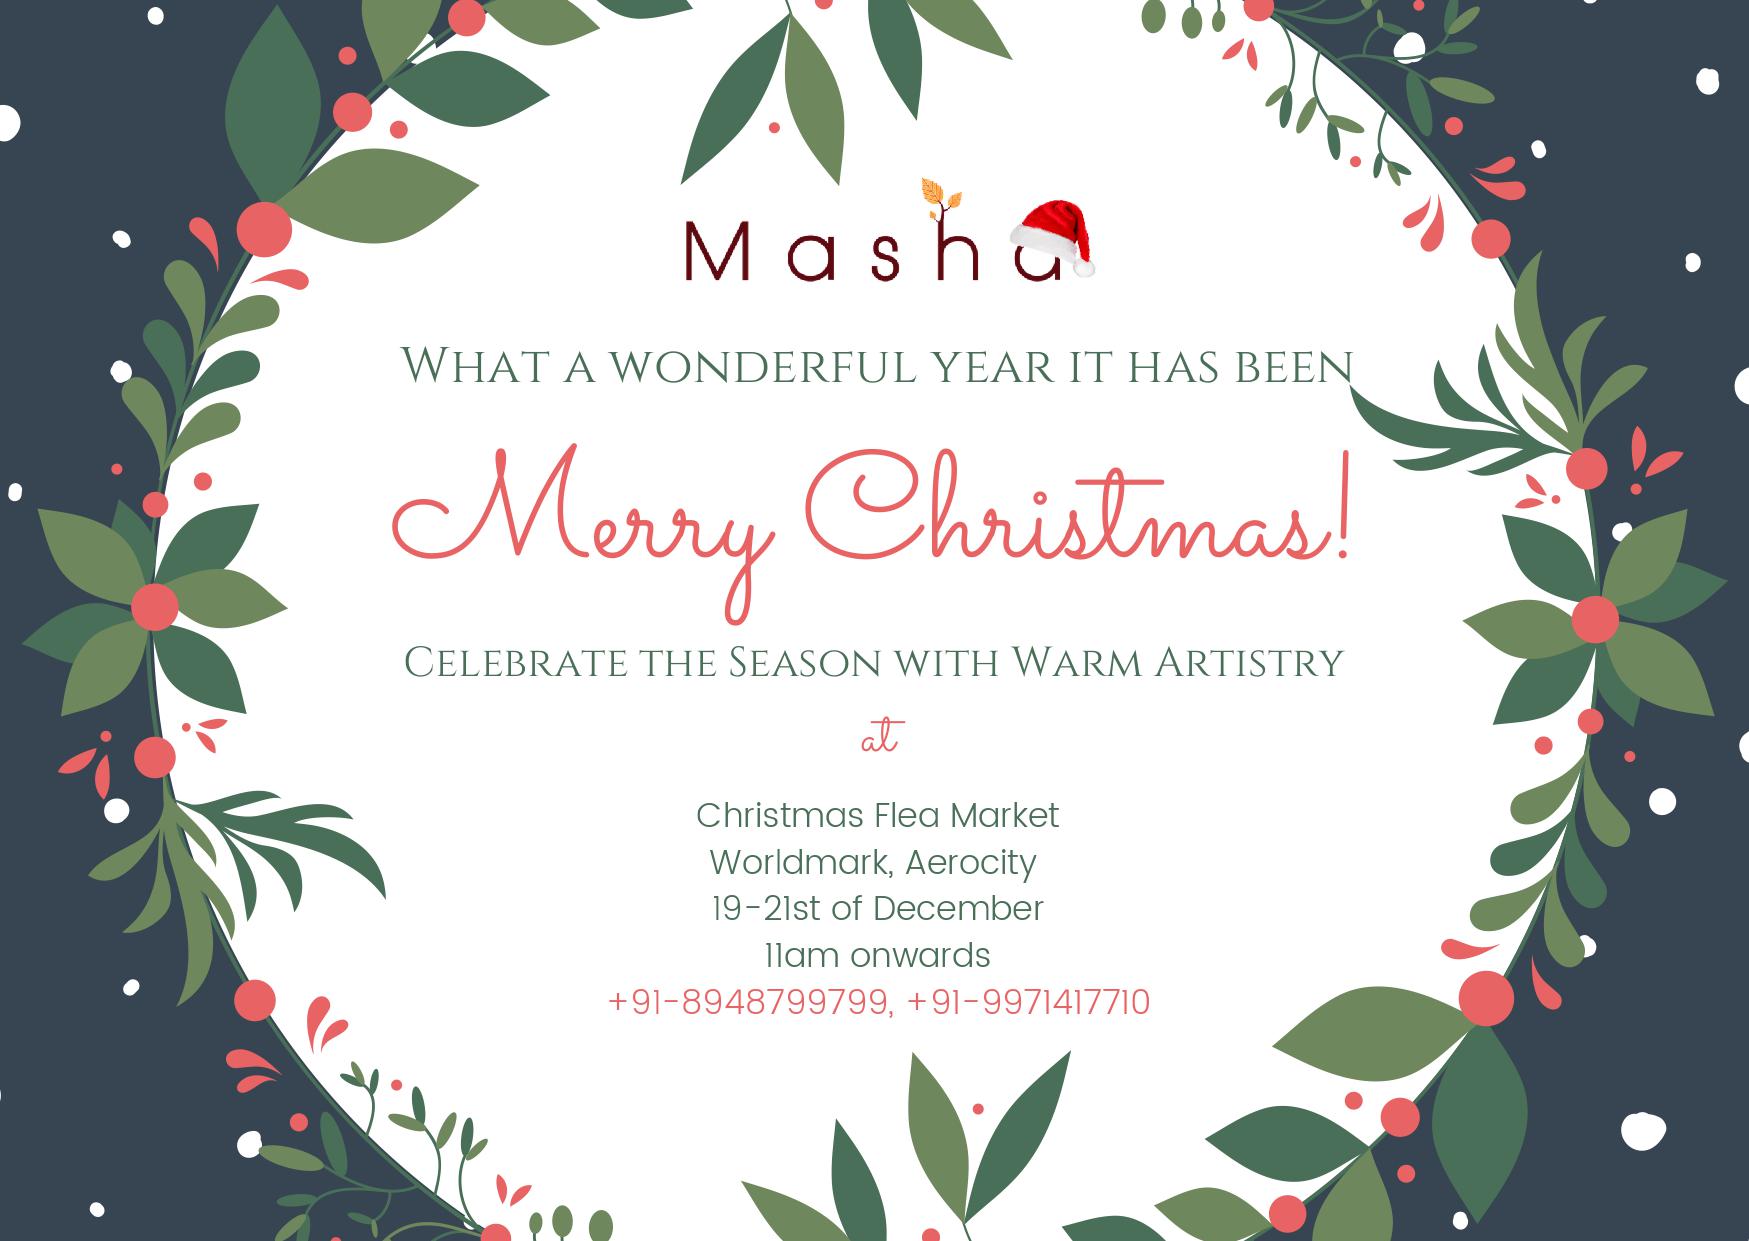 Masha
What a wonderful year it has been
Merry Christmas!
Celebrate the Season with Warm Artistry
at
Christmas Flea Market
Worldmark, Aerocity
19-21st of December
11am onwards
+91-8948799799, +91-9971417710